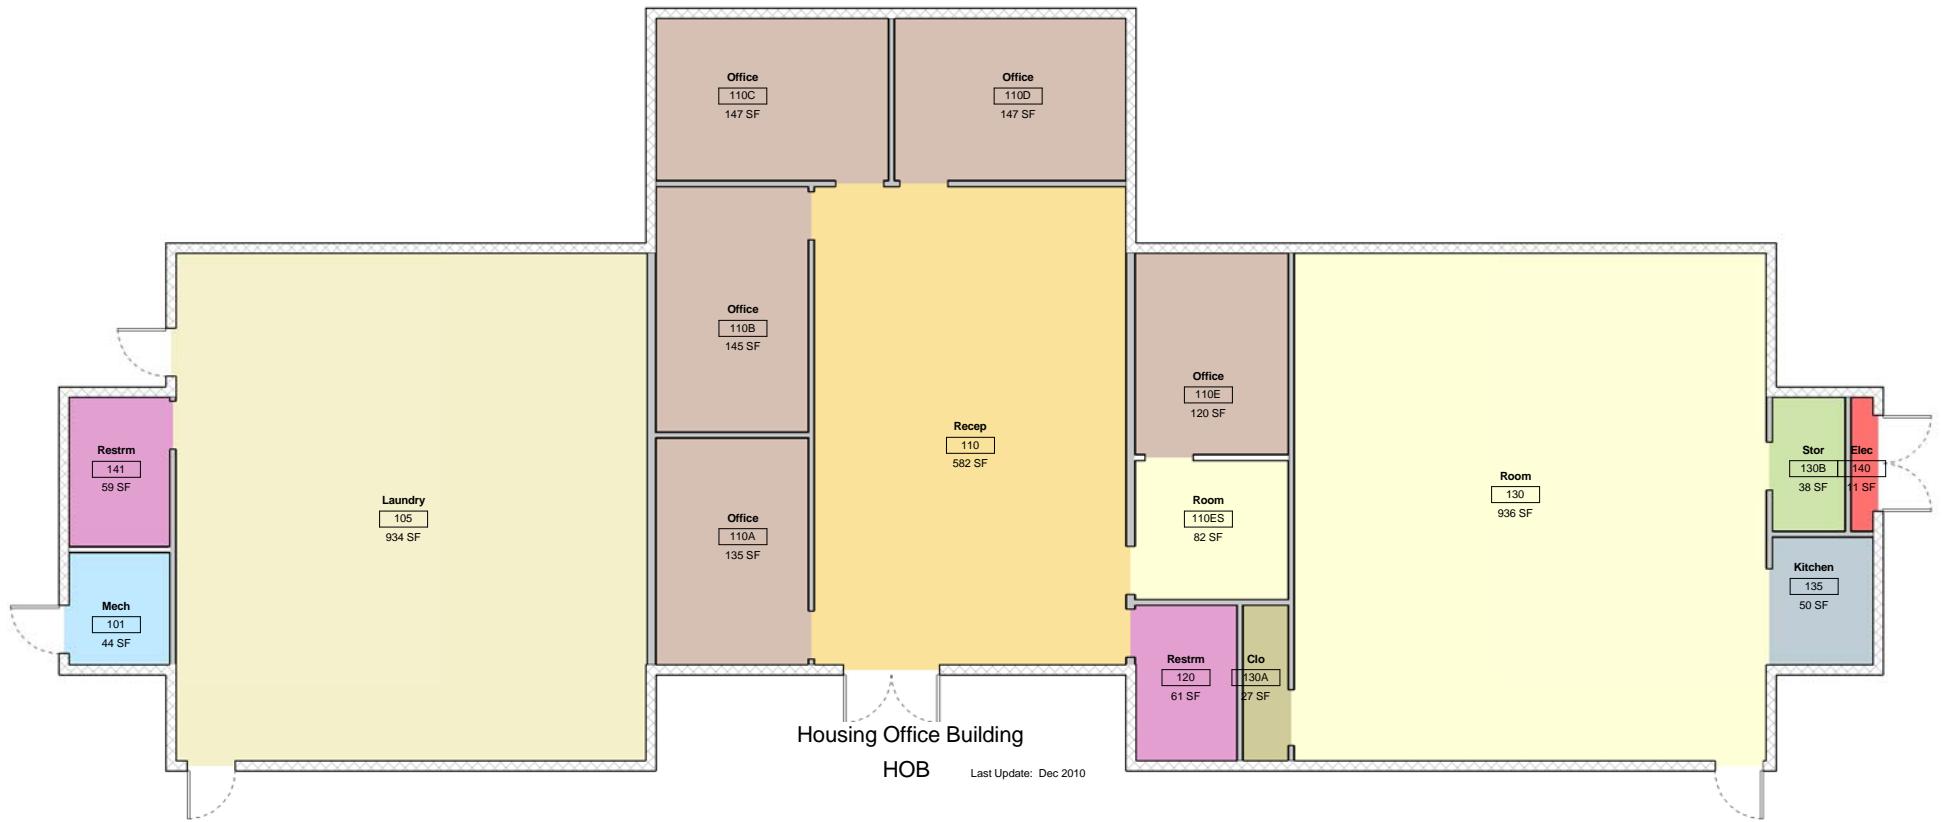 Office
110C
147 SF
Office
110D
147 SF
Office
110B
145 SF
Office
110E
120 SF
Recep
110
582 SF
Restrm
141
59 SF
Laundry
105
934 SF
Office
110A
135 SF
Room
110ES
82 SF
Room
130
936 SF
Stor
130B
38 SF
Elec
140
11 SF
Mech
101
44 SF
Kitchen
135
50 SF
Restrm
120
61 SF
Clo
130A
27 SF
Housing Office Building
HOB
Last Update: Dec 2010